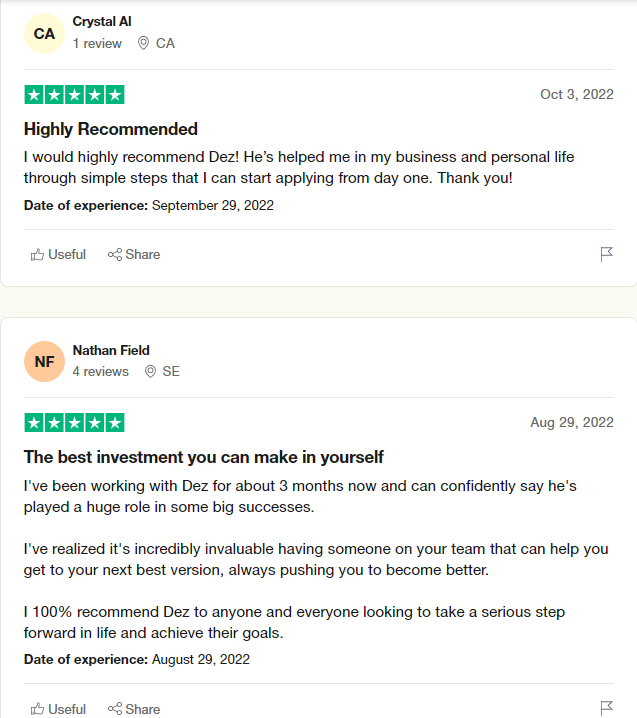 CA
Crystal Al
1 review CA
Oct 3, 2022
Highly Recommended
I would highly recommend Dez! He’s helped me in my business and personal life
through simple steps that I can start applying from day one. Thank you!
Date of experience: September 29, 2022
Useful Share
NF
Nathan Field
4 reviews SE
Aug 29, 2022
The best investment you can make in yourself
I've been working with Dez for about 3 months now and can confidently say he's
played a huge role in some big successes.
I've realized it's incredibly invaluable having someone on your team that can help you
get to your next best version, always pushing you to become better.
I 100% recommend Dez to anyone and everyone looking to take a serious step
forward in life and achieve their goals.
Date of experience: August 29, 2022
Useful Share